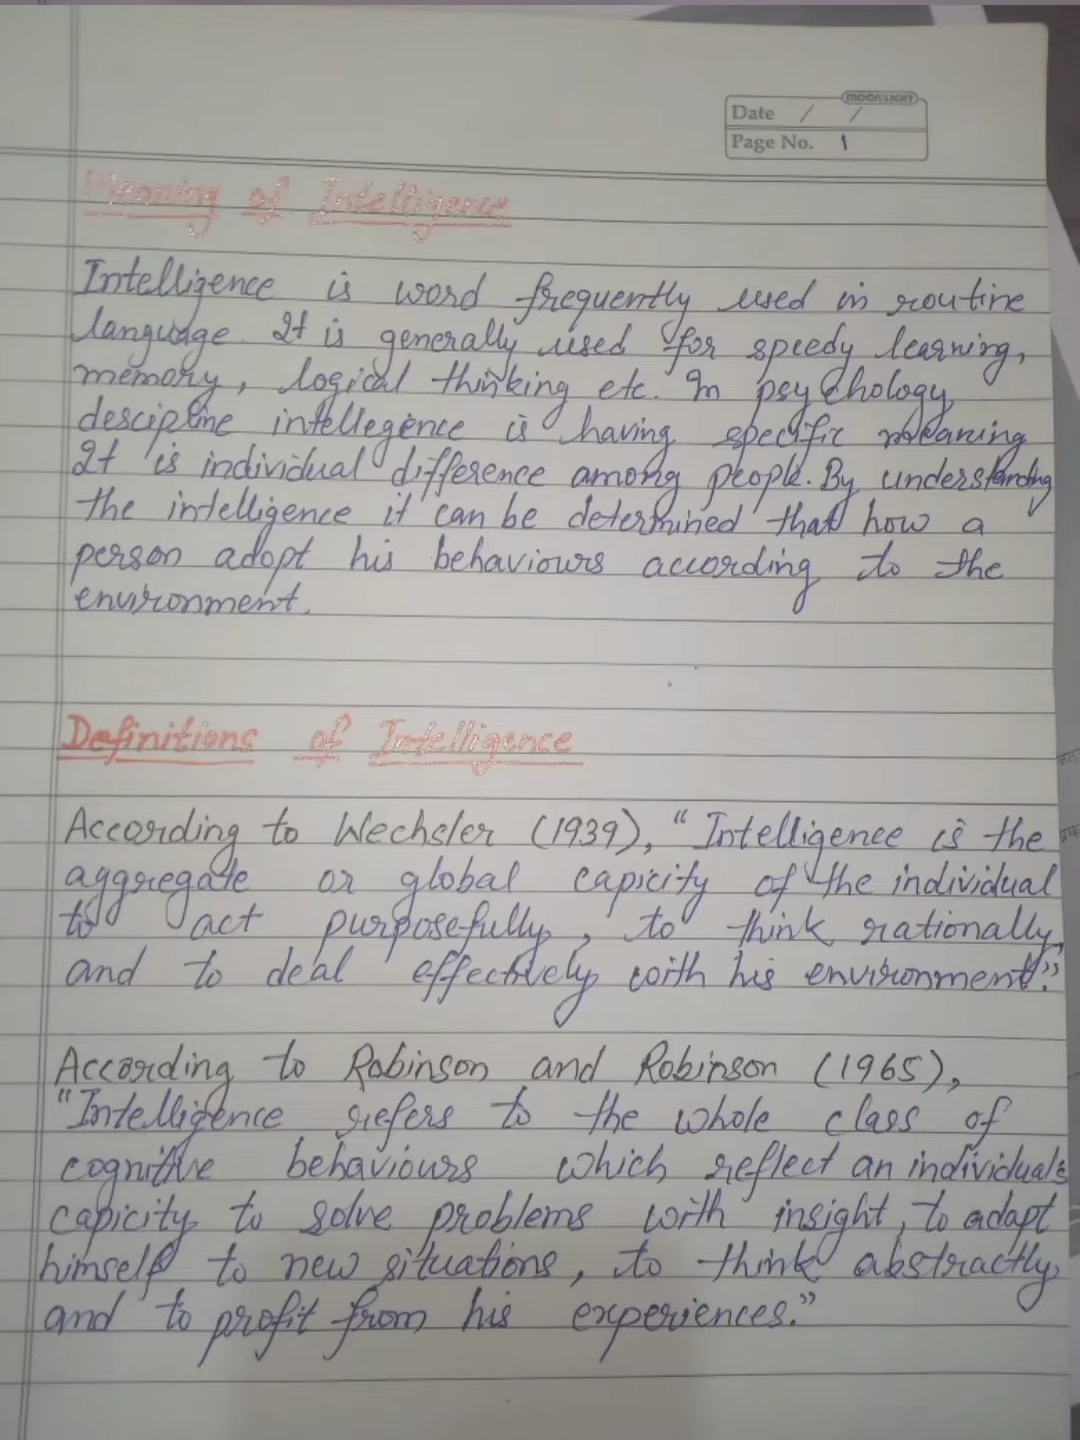 MOONLIGHT
Date / /
Page No. 1
Meaning of Intelligence
Intelligence is word frequently used in routine
language. It is generally used for speedy learning,
memory, logical thinking etc. In psychology
descipline intellegence is having specific meaning
It is individual difference among people. By understanding
the intelligence it can be determined that how a
person adopt his behaviours according to the
environment.
Definitions of Intelligence
According to Wechsler (1939), "Intelligence is the
aggregate or global capicity of the individual
to act purposefully, to think rationally,
and to deal effectively with his environment."
According to Robinson and Robinson (1965),
"Intelligence refers to the whole class of
cognitive behaviours which reflect an individual's
capicity to solve problems with insight, to adapt
himself to new situations, to think abstractly
and to profit from his experiences."